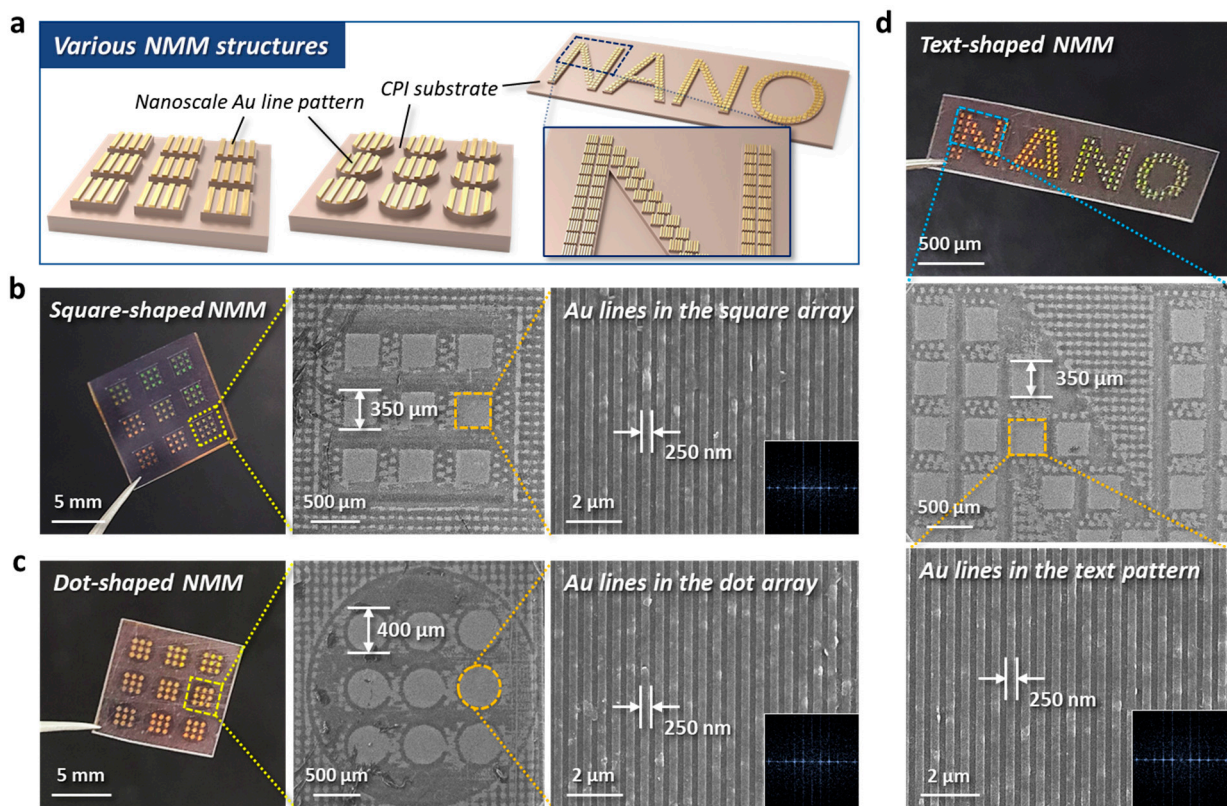 a
Various NMM structures
Nanoscale Au line pattern
CPI substrate
NANO
b
Square-shaped NMM
5 mm
350 μm
500 μm
Au lines in the square array
250 nm
2 μm
c
Dot-shaped NMM
5 mm
400 μm
500 μm
Au lines in the dot array
250 nm
2 μm
d
Text-shaped NMM
NANO
500 μm
350 μm
500 μm
Au lines in the text pattern
250 nm
2 μm